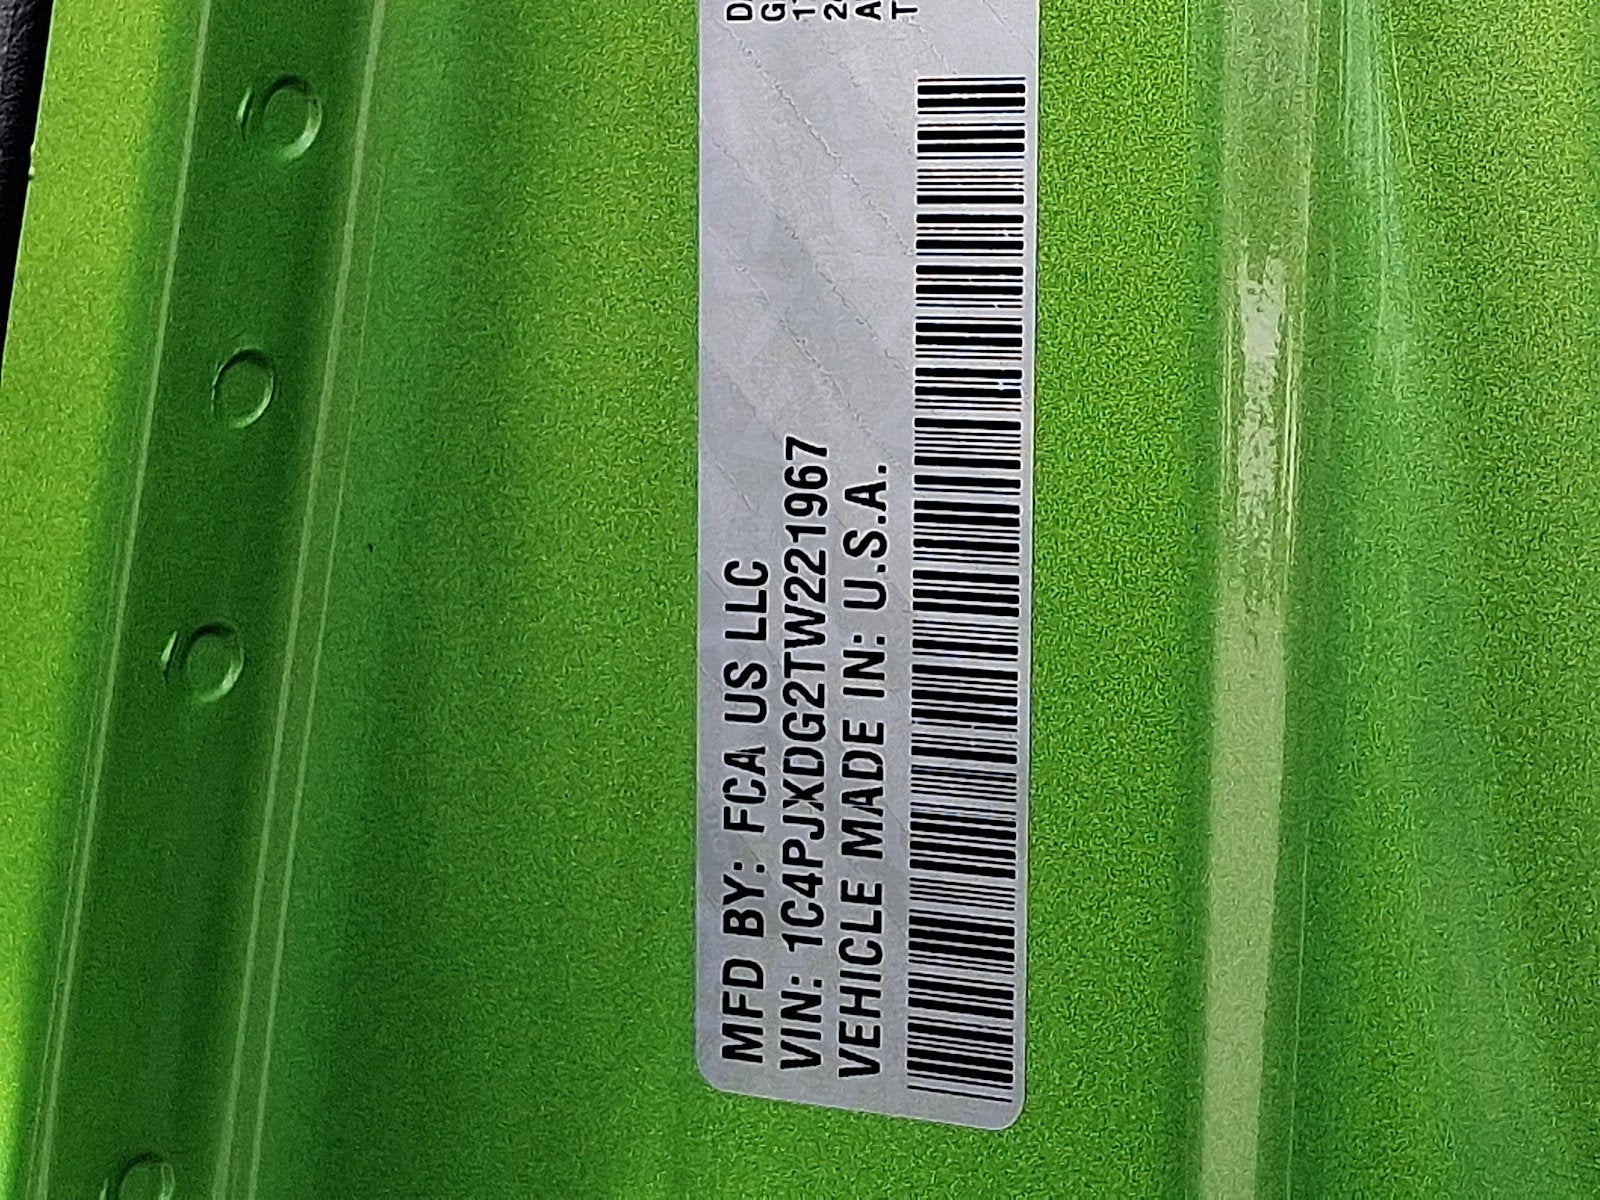 MFD BY: FCA US LLC
VIN: 1C4PJXDG2TW221967
VEHICLE MADE IN: U.S.A.